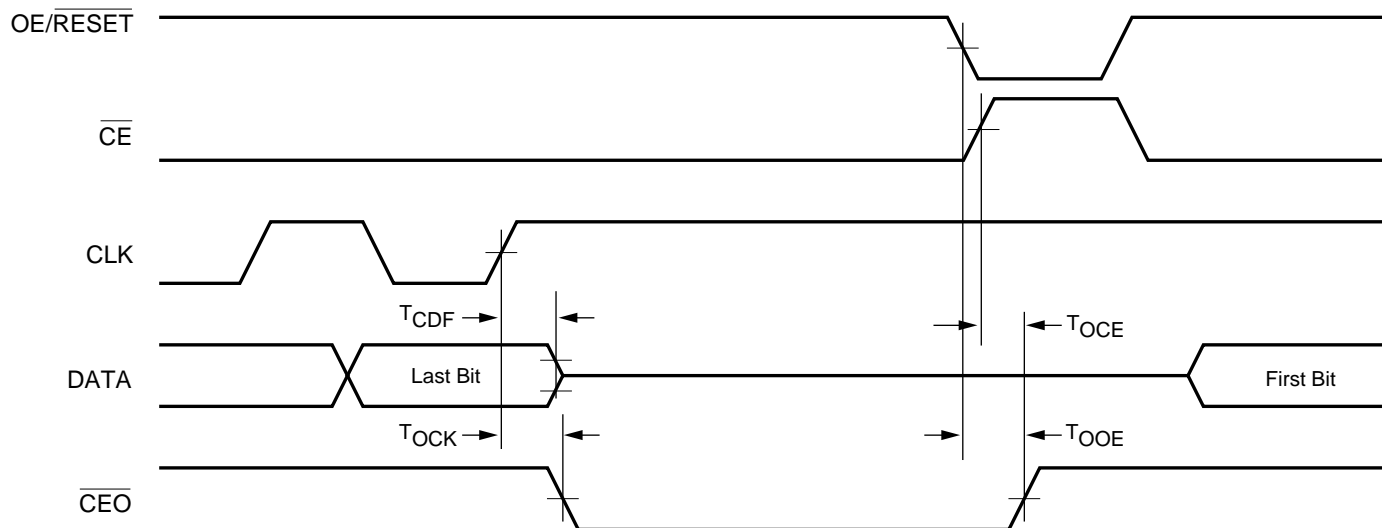 OE/RESET
CE
CLK
TCDF
TOCE
DATA
Last Bit
First Bit
TOCK
TOOE
CEO